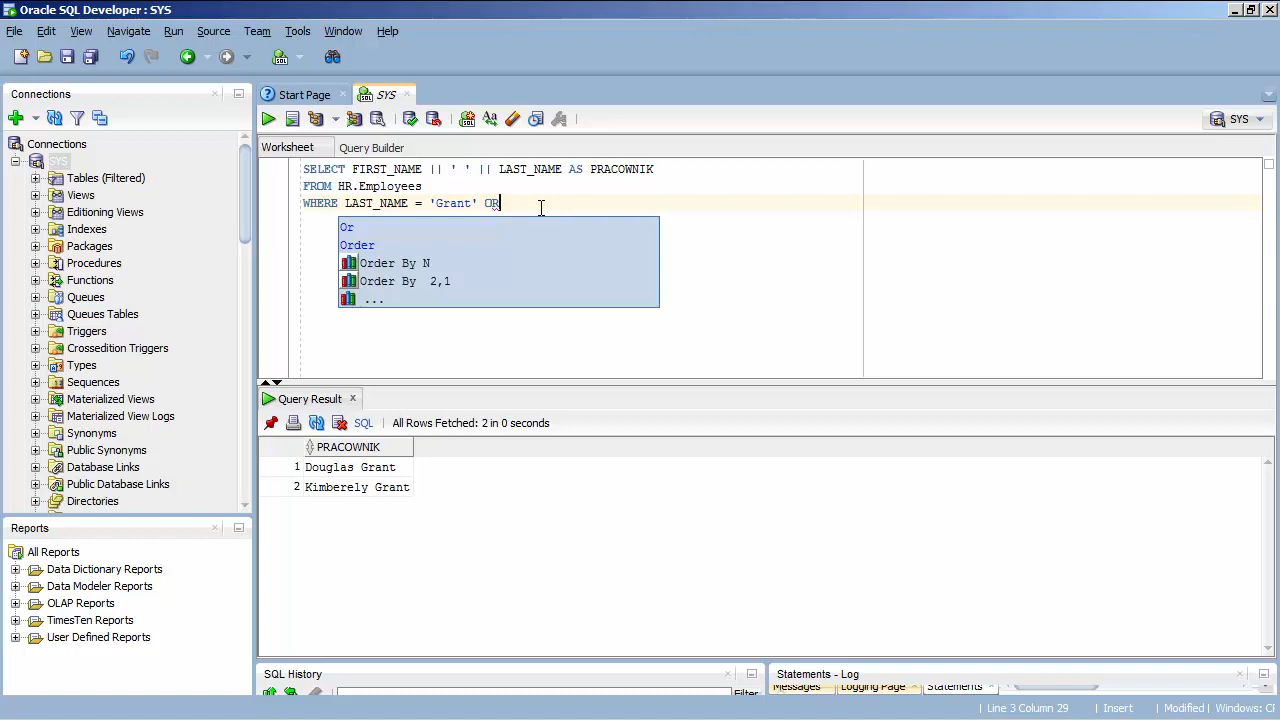 Oracle SQL Developer : SYS
File Edit View Navigate Run Source Team Tools Window Help
Connections
Connections
SYS
Tables (Filtered)
Views
Editioning Views
Indexes
Packages
Procedures
Functions
Queues
Queues Tables
Triggers
Crossedition Triggers
Types
Sequences
Materialized Views
Materialized View Logs
Synonyms
Public Synonyms
Database Links
Public Database Links
Directories
Reports
All Reports
Data Dictionary Reports
Data Modeler Reports
OLAP Reports
TimesTen Reports
User Defined Reports
Start Page SYS
SYS
Worksheet Query Builder
SELECT FIRST_NAME || ' ' || LAST_NAME AS PRACOWNIK
FROM HR.Employees
WHERE LAST_NAME = 'Grant' OR
Or
Order
Order By N
Order By 2,1
...
Query Result
SQL All Rows Fetched: 2 in 0 seconds
PRACOWNIK
1 Douglas Grant
2 Kimberely Grant
SQL History
Filter
Statements - Log
Messages Logging Page Statements
Line 3 Column 29 Insert Modified Windows: CF